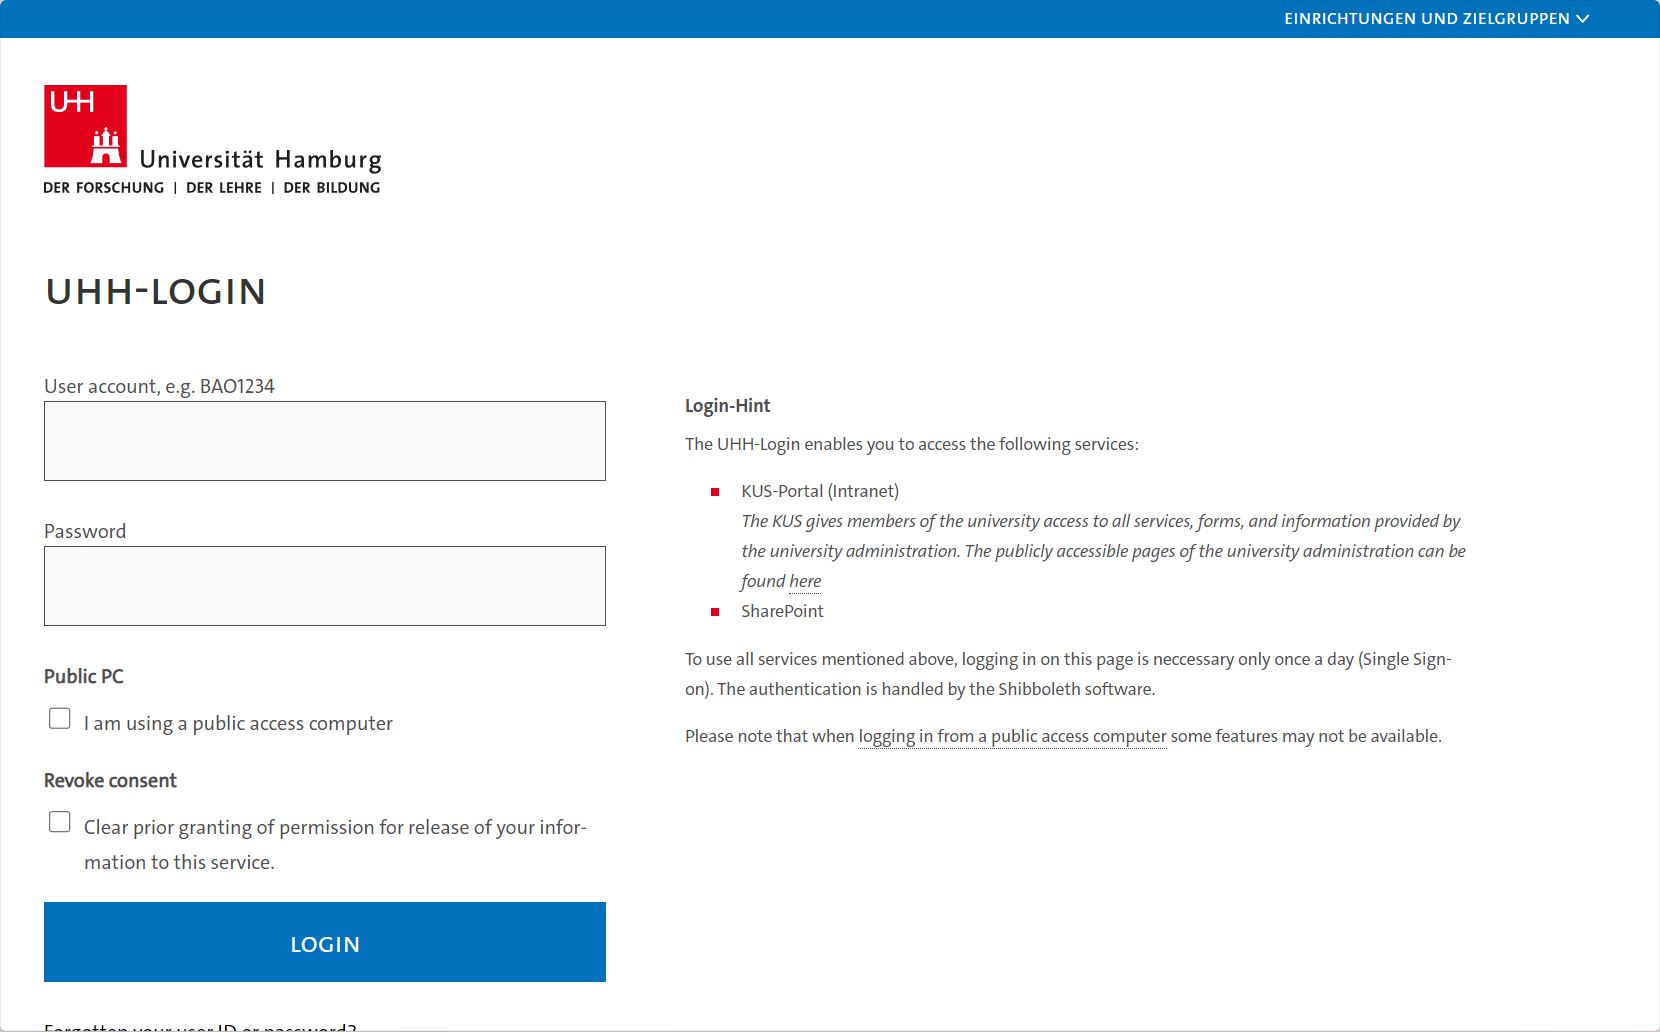 EINRICHTUNGEN UND ZIELGRUPPEN
UHH
Universität Hamburg
DER FORSCHUNG | DER LEHRE | DER BILDUNG
UHH-LOGIN
User account, e.g. BAO1234
Password
Public PC
I am using a public access computer
Revoke consent
Clear prior granting of permission for release of your infor-
mation to this service.
LOGIN
Forgotten your user ID or password?
Login-Hint
The UHH-Login enables you to access the following services:
KUS-Portal (Intranet)
The KUS gives members of the university access to all services, forms, and information provided by
the university administration. The publicly accessible pages of the university administration can be
found here
SharePoint
To use all services mentioned above, logging in on this page is neccessary only once a day (Single Sign-
on). The authentication is handled by the Shibboleth software.
Please note that when logging in from a public access computer some features may not be available.